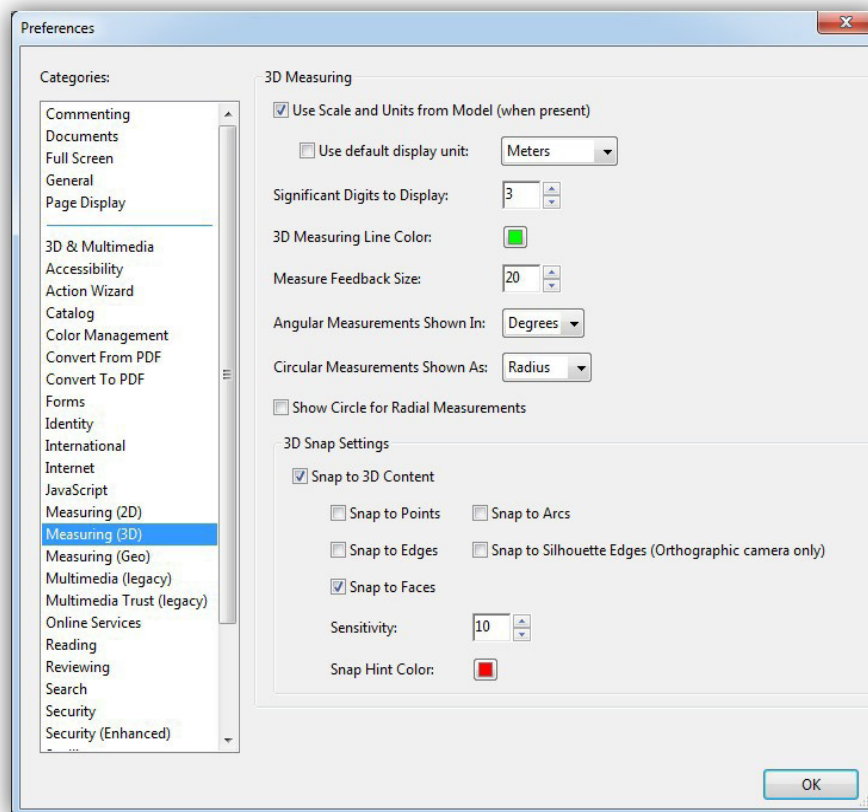 Preferences
Categories:
Commenting
Documents
Full Screen
General
Page Display
3D & Multimedia
Accessibility
Action Wizard
Catalog
Color Management
Convert From PDF
Convert To PDF
Forms
Identity
International
Internet
JavaScript
Measuring (2D)
Measuring (3D)
Measuring (Geo)
Multimedia (legacy)
Multimedia Trust (legacy)
Online Services
Reading
Reviewing
Search
Security
Security (Enhanced)
3D Measuring
Use Scale and Units from Model (when present)
Use default display unit: Meters
Significant Digits to Display: 3
3D Measuring Line Color:
Measure Feedback Size: 20
Angular Measurements Shown In: Degrees
Circular Measurements Shown As: Radius
Show Circle for Radial Measurements
3D Snap Settings
Snap to 3D Content
Snap to Points Snap to Arcs
Snap to Edges Snap to Silhouette Edges (Orthographic camera only)
Snap to Faces
Sensitivity: 10
Snap Hint Color:
OK